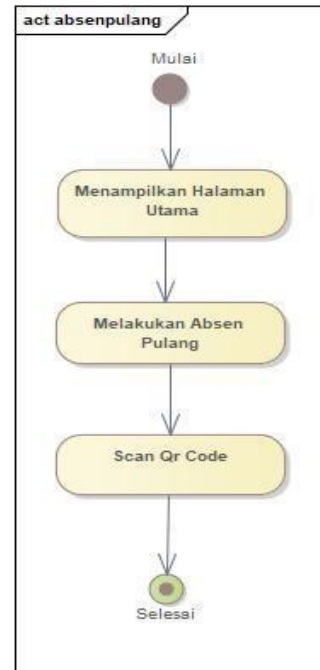 act absenpulang
Mulai
Menampilkan Halaman
Utama
Melakukan Absen
Pulang
Scan Qr Code
Selesai